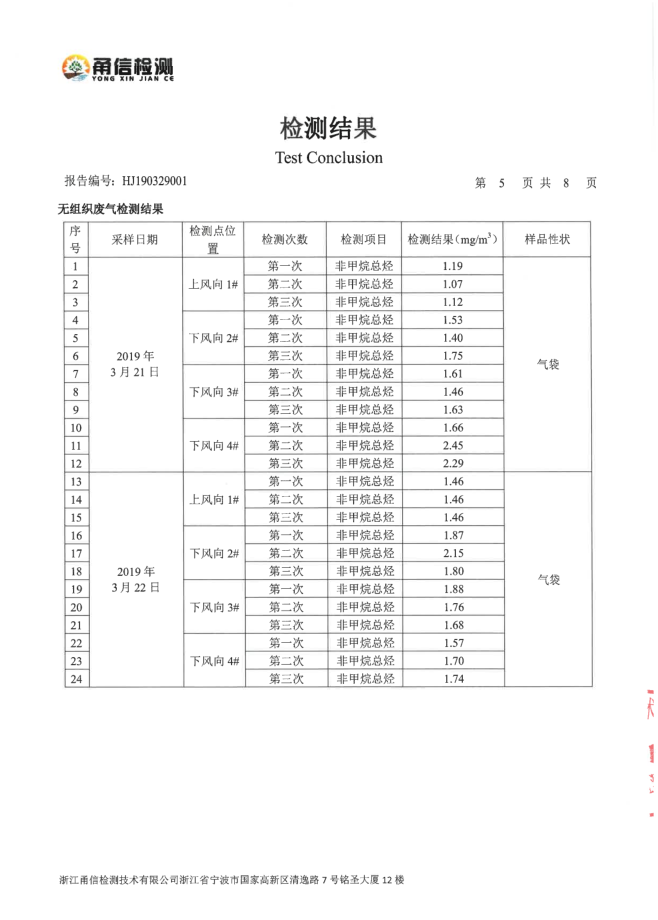 甬信检测
YONG XIN JIAN CE
检测结果
Test Conclusion
报告编号: HJ190329001 第 5 页 共 8 页
无组织废气检测结果
序号 采样日期 检测点位置 检测次数 检测项目 检测结果(mg/m³) 样品性状
1 2019年3月21日 上风向 1# 第一次 非甲烷总烃 1.19 气袋
2 第二次 非甲烷总烃 1.07
3 第三次 非甲烷总烃 1.12
4 下风向 2# 第一次 非甲烷总烃 1.53
5 第二次 非甲烷总烃 1.40
6 第三次 非甲烷总烃 1.75
7 下风向 3# 第一次 非甲烷总烃 1.61
8 第二次 非甲烷总烃 1.46
9 第三次 非甲烷总烃 1.63
10 下风向 4# 第一次 非甲烷总烃 1.66
11 第二次 非甲烷总烃 2.45
12 第三次 非甲烷总烃 2.29
13 2019年3月22日 上风向 1# 第一次 非甲烷总烃 1.46 气袋
14 第二次 非甲烷总烃 1.46
15 第三次 非甲烷总烃 1.46
16 下风向 2# 第一次 非甲烷总烃 1.87
17 第二次 非甲烷总烃 2.15
18 第三次 非甲烷总烃 1.80
19 下风向 3# 第一次 非甲烷总烃 1.88
20 第二次 非甲烷总烃 1.76
21 第三次 非甲烷总烃 1.68
22 下风向 4# 第一次 非甲烷总烃 1.57
23 第二次 非甲烷总烃 1.70
24 第三次 非甲烷总烃 1.74
浙江甬信检测技术有限公司浙江省宁波市国家高新区清逸路 7 号铭圣大厦 12 楼